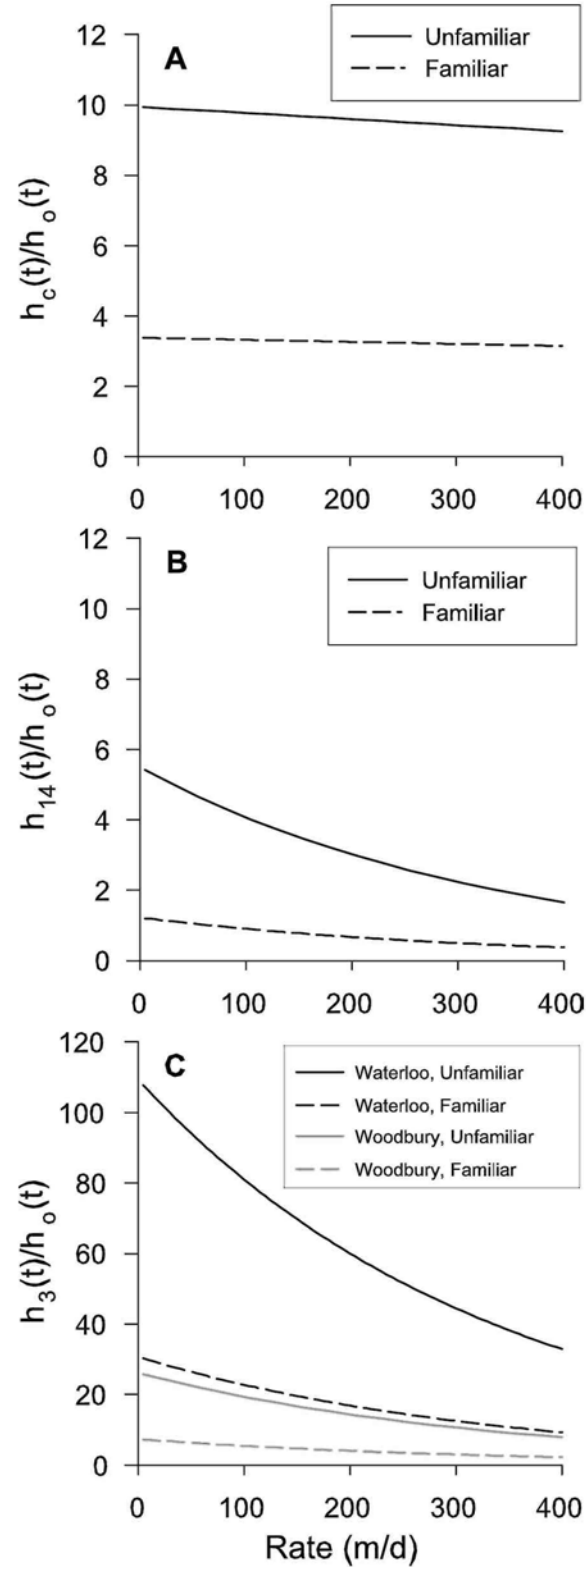 12
A
Unfamiliar
Familiar
10
8
6
4
2
0
h_c(t)/h_o(t)
0 100 200 300 400
12
B
Unfamiliar
Familiar
10
8
6
4
2
0
h_14(t)/h_o(t)
0 100 200 300 400
120
C
Waterloo, Unfamiliar
Waterloo, Familiar
Woodbury, Unfamiliar
Woodbury, Familiar
100
80
60
40
20
0
h_3(t)/h_o(t)
0 100 200 300 400
Rate (m/d)